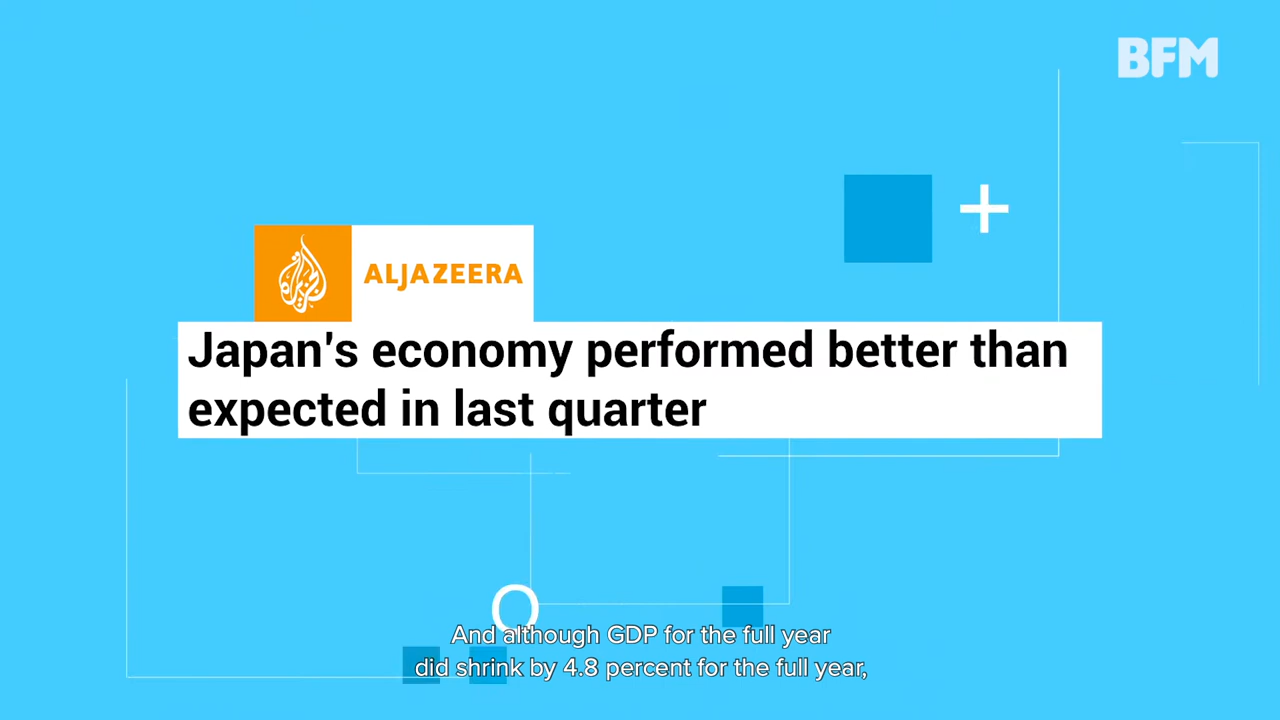 BFM
ALJAZEERA
Japan's economy performed better than
expected in last quarter
And although GDP for the full year
did shrink by 4.8 percent for the full year,